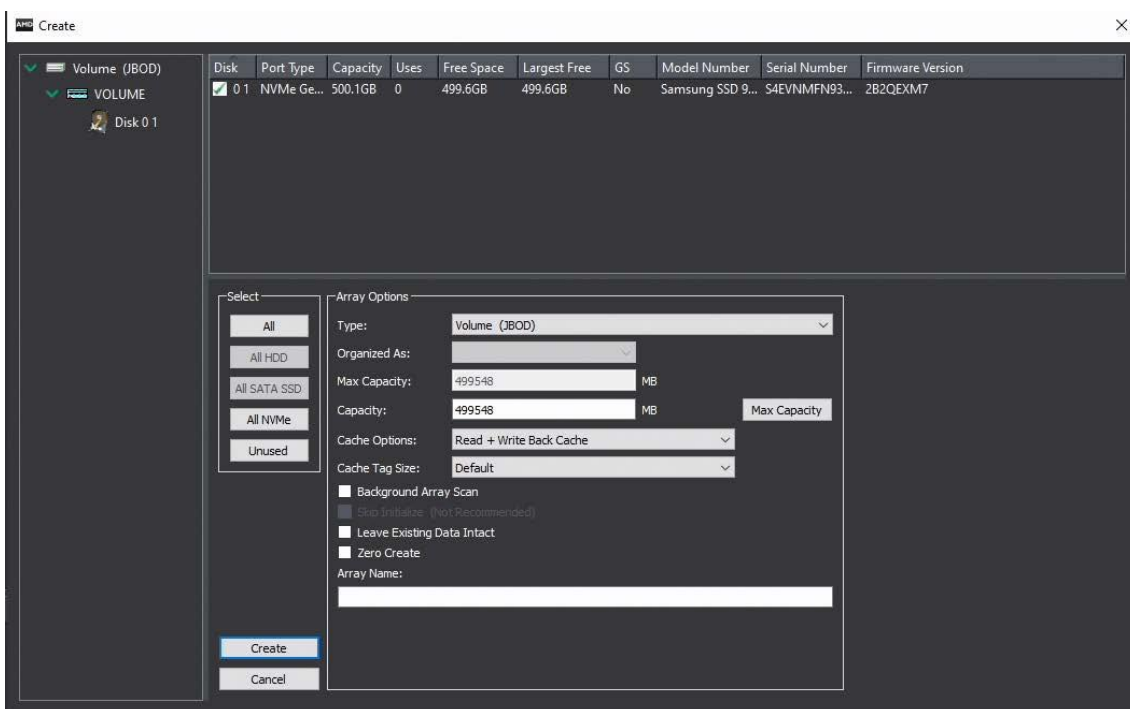 AMD Create
Volume (JBOD)
VOLUME
Disk 0 1
Disk Port Type Capacity Uses Free Space Largest Free GS Model Number Serial Number Firmware Version
0 1 NVMe Ge... 500.1GB 0 499.6GB 499.6GB No Samsung SSD 9... S4EVNMFN93... 2B2QEXM7
Select
All
All HDD
All SATA SSD
All NVMe
Unused
Create
Cancel
Array Options
Type: Volume (JBOD)
Organized As:
Max Capacity: 499548 MB
Capacity: 499548 MB Max Capacity
Cache Options: Read + Write Back Cache
Cache Tag Size: Default
Background Array Scan
Skip Initialize (Not Recommended)
Leave Existing Data Intact
Zero Create
Array Name: